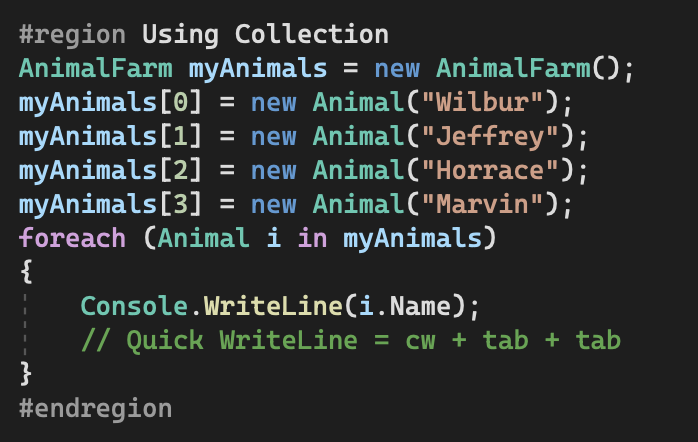 #region Using Collection
AnimalFarm myAnimals = new AnimalFarm();
myAnimals[0] = new Animal("Wilbur");
myAnimals[1] = new Animal("Jeffrey");
myAnimals[2] = new Animal("Horrace");
myAnimals[3] = new Animal("Marvin");
foreach (Animal i in myAnimals)
{
    Console.WriteLine(i.Name);
    // Quick WriteLine = cw + tab + tab
}
#endregion